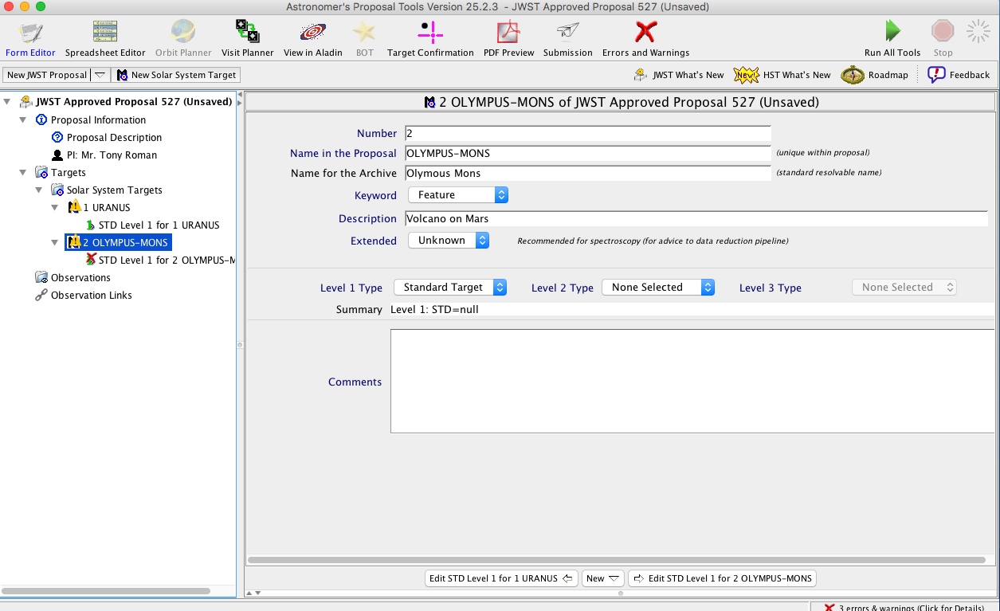 Astronomer's Proposal Tools Version 25.2.3 - JWST Approved Proposal 527 (Unsaved)
Form Editor Spreadsheet Editor Orbit Planner Visit Planner View in Aladin BOT Target Confirmation PDF Preview Submission Errors and Warnings Run All Tools Stop
New JWST Proposal New Solar System Target JWST What's New New! HST What's New Roadmap Feedback
JWST Approved Proposal 527 (Unsaved)
Proposal Information
Proposal Description
PI: Mr. Tony Roman
Targets
Solar System Targets
1 URANUS
STD Level 1 for 1 URANUS
2 OLYMPUS-MONS
STD Level 1 for 2 OLYMPUS-M
Observations
Observation Links
2 OLYMPUS-MONS of JWST Approved Proposal 527 (Unsaved)
Number 2
Name in the Proposal OLYMPUS-MONS (unique within proposal)
Name for the Archive Olymous Mons (standard resolvable name)
Keyword Feature
Description Volcano on Mars
Extended Unknown Recommended for spectroscopy (for advice to data reduction pipeline)
Level 1 Type Standard Target Level 2 Type None Selected Level 3 Type None Selected
Summary Level 1: STD=null
Comments
Edit STD Level 1 for 1 URANUS New Edit STD Level 1 for 2 OLYMPUS-MONS
3 errors & warnings (Click for Details)